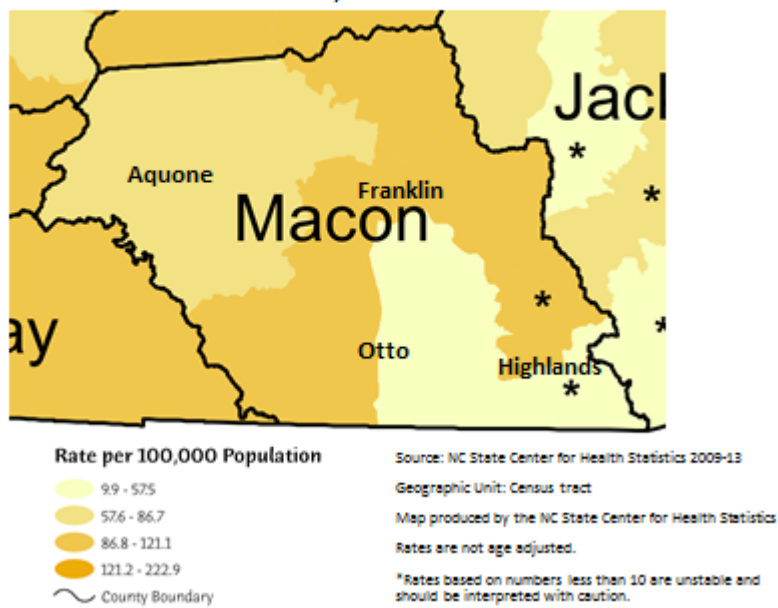 Jacl
*
Aquone
Franklin
*
Macon
*
ay
*
Otto
Highlands
*
Rate per 100,000 Population
9.9 - 57.5
57.6 - 86.7
86.8 - 121.1
121.2 - 222.9
County Boundary
Source: NC State Center for Health Statistics 2009-13
Geographic Unit: Census tract
Map produced by the NC State Center for Health Statistics
Rates are not age adjusted.
*Rates based on numbers less than 10 are unstable and
should be interpreted with caution.